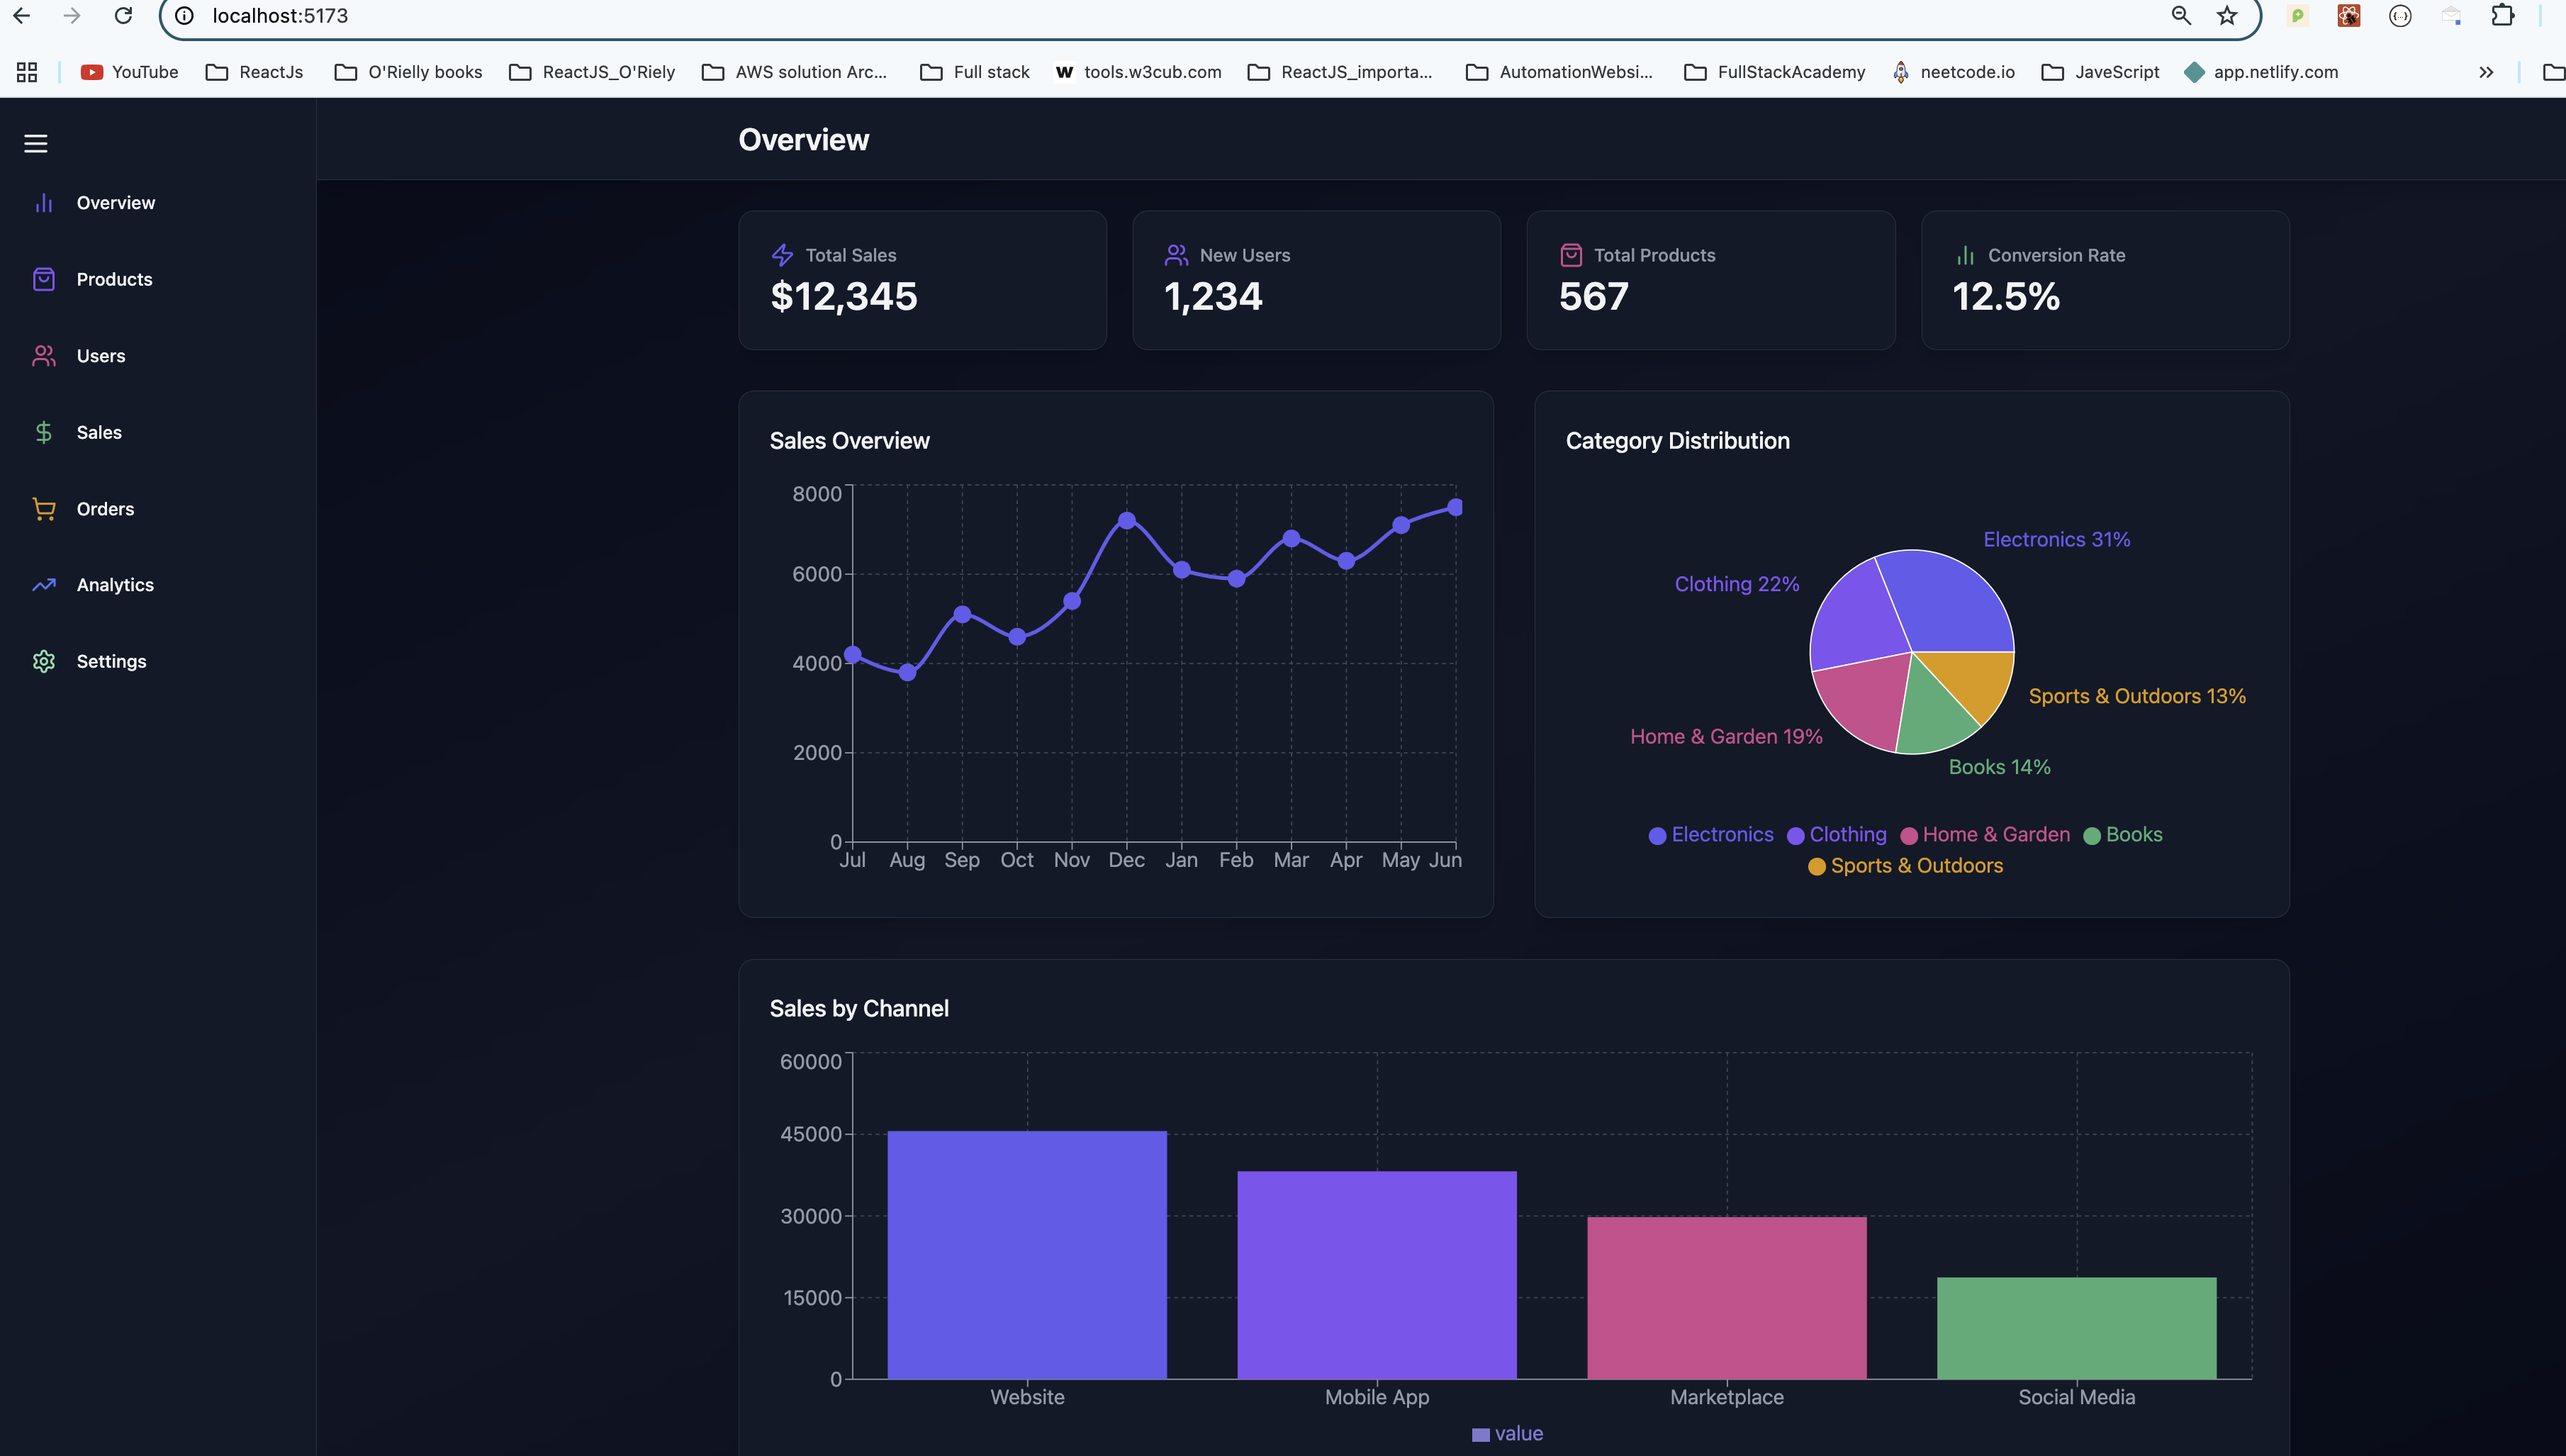 localhost:5173
YouTube ReactJs O'Rielly books ReactJS_O'Riely AWS solution Arc... Full stack tools.w3cub.com ReactJS_importa... AutomationWebsi... FullStackAcademy neetcode.io JaveScript app.netlify.com
Overview
Products
Users
Sales
Orders
Analytics
Settings
Overview
Total Sales
$12,345
New Users
1,234
Total Products
567
Conversion Rate
12.5%
Sales Overview
8000
6000
4000
2000
0
Jul Aug Sep Oct Nov Dec Jan Feb Mar Apr May Jun
Category Distribution
Electronics 31%
Clothing 22%
Sports & Outdoors 13%
Home & Garden 19%
Books 14%
Electronics Clothing Home & Garden Books
Sports & Outdoors
Sales by Channel
60000
45000
30000
15000
0
Website Mobile App Marketplace Social Media
value